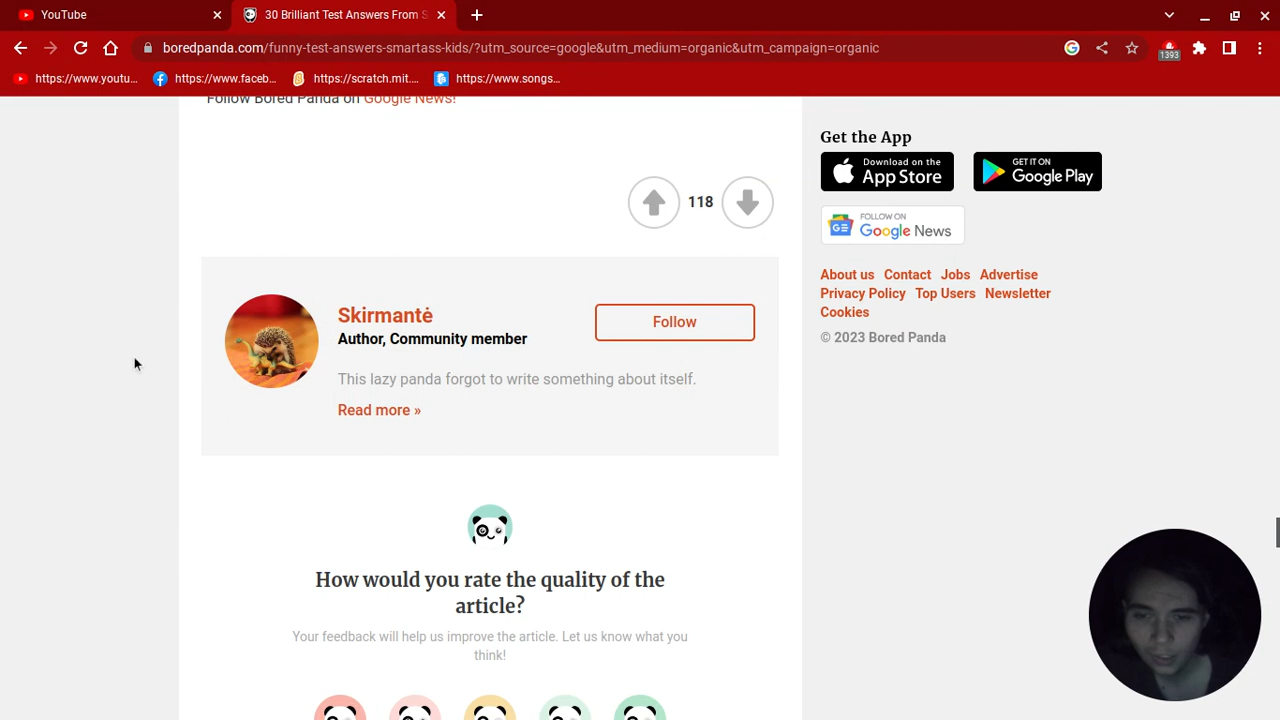 YouTube
30 Brilliant Test Answers From S
boredpanda.com/funny-test-answers-smartass-kids/?utm_source=google&utm_medium=organic&utm_campaign=organic
1393
https://www.youtu...
https://www.faceb...
https://scratch.mit....
https://www.songs...
Follow Bored Panda on Google News!
118
Skirmantė
Author, Community member
Follow
This lazy panda forgot to write something about itself.
Read more »
How would you rate the quality of the
article?
Your feedback will help us improve the article. Let us know what you
think!
Get the App
Download on the
App Store
GET IT ON
Google Play
FOLLOW ON
Google News
About us Contact Jobs Advertise
Privacy Policy Top Users Newsletter
Cookies
© 2023 Bored Panda